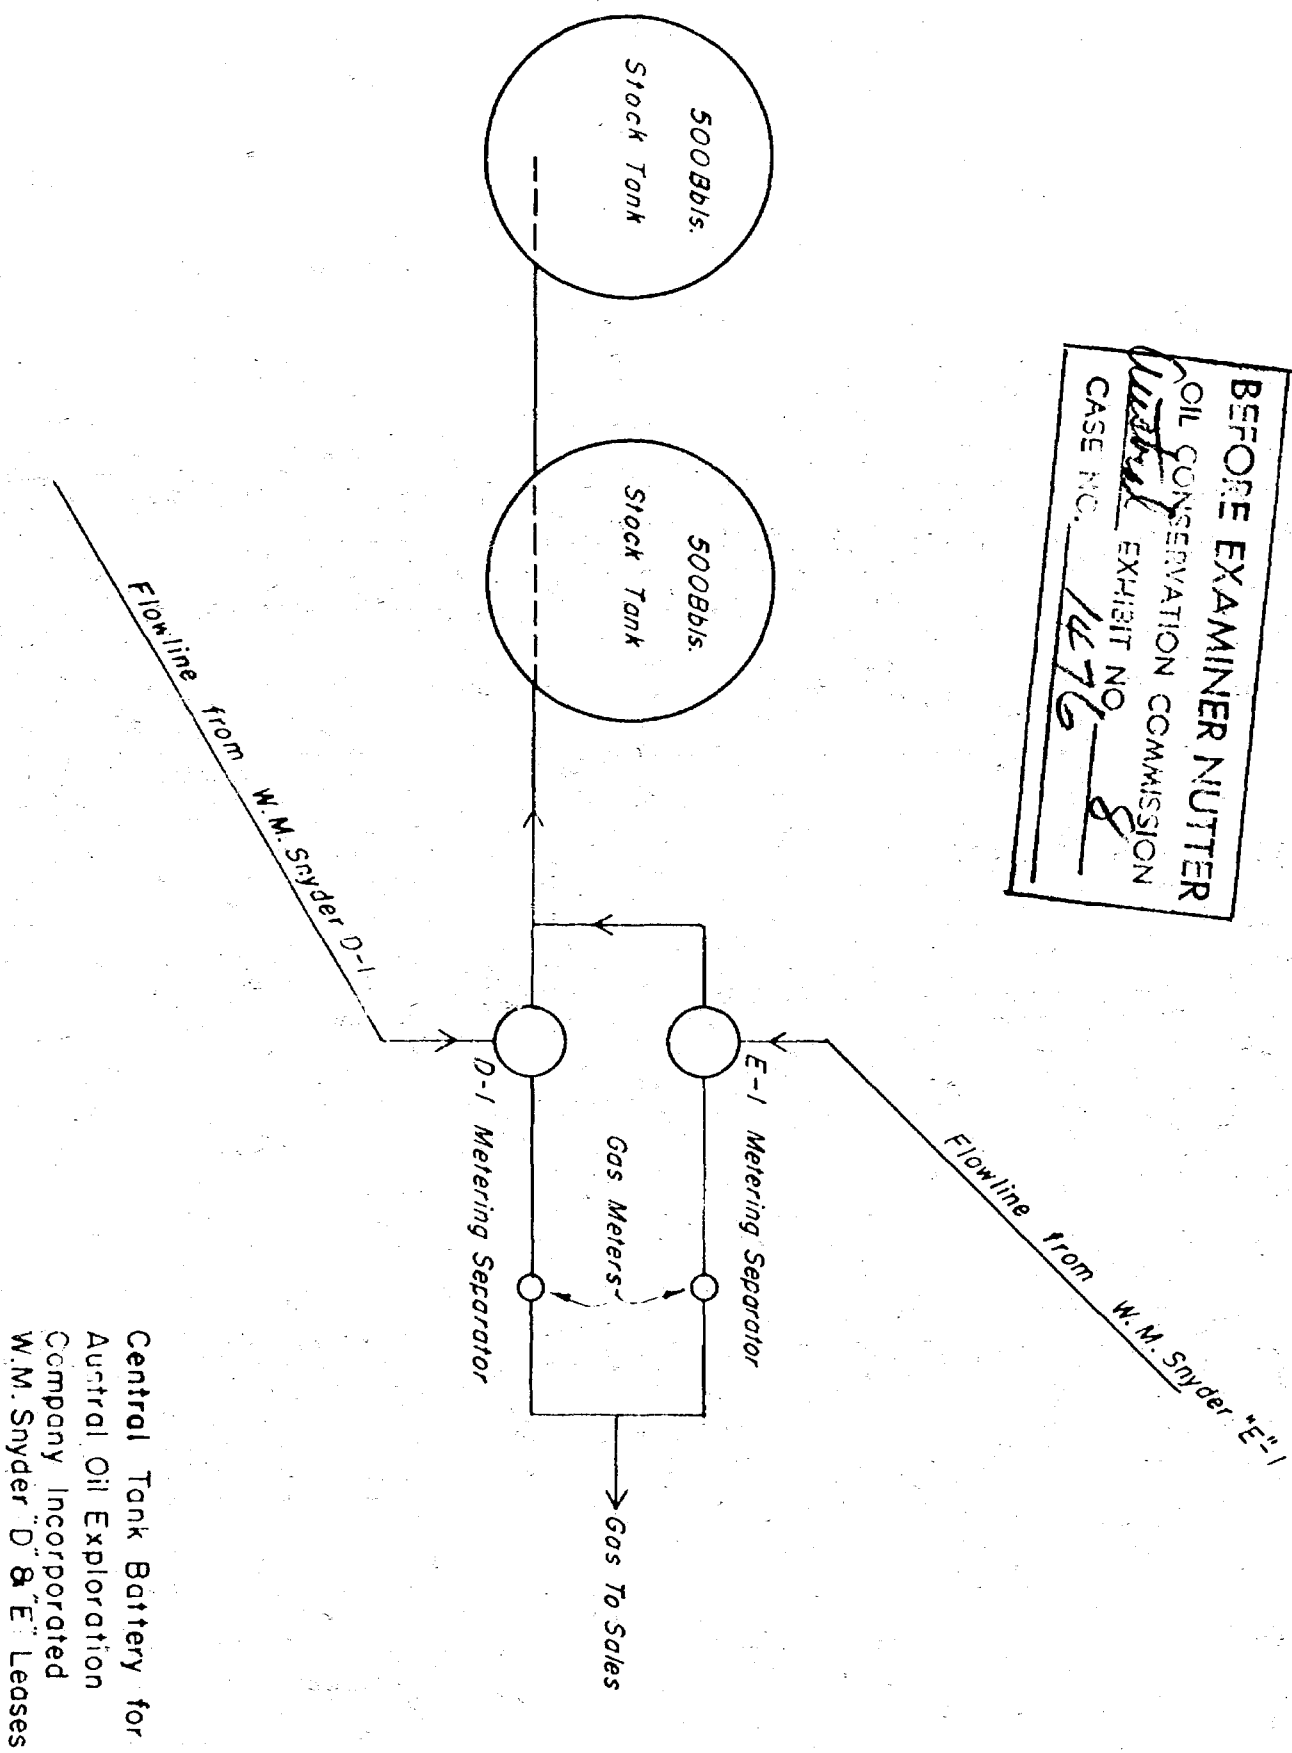 BEFORE EXAMINER NUTTER
OIL CONSERVATION COMMISSION
Austral EXHIBIT NO. 8
CASE NO. 1476
500 Bbls.
Stock Tank
500 Bbls.
Stock Tank
Flowline from W.M. Snyder "E"-1
E-1 Metering Separator
Gas Meters
Gas To Sales
D-1 Metering Separator
Flowline from W.M. Snyder D-1
Central Tank Battery for
Austral Oil Exploration
Company Incorporated
W.M. Snyder "D" & "E" Leases